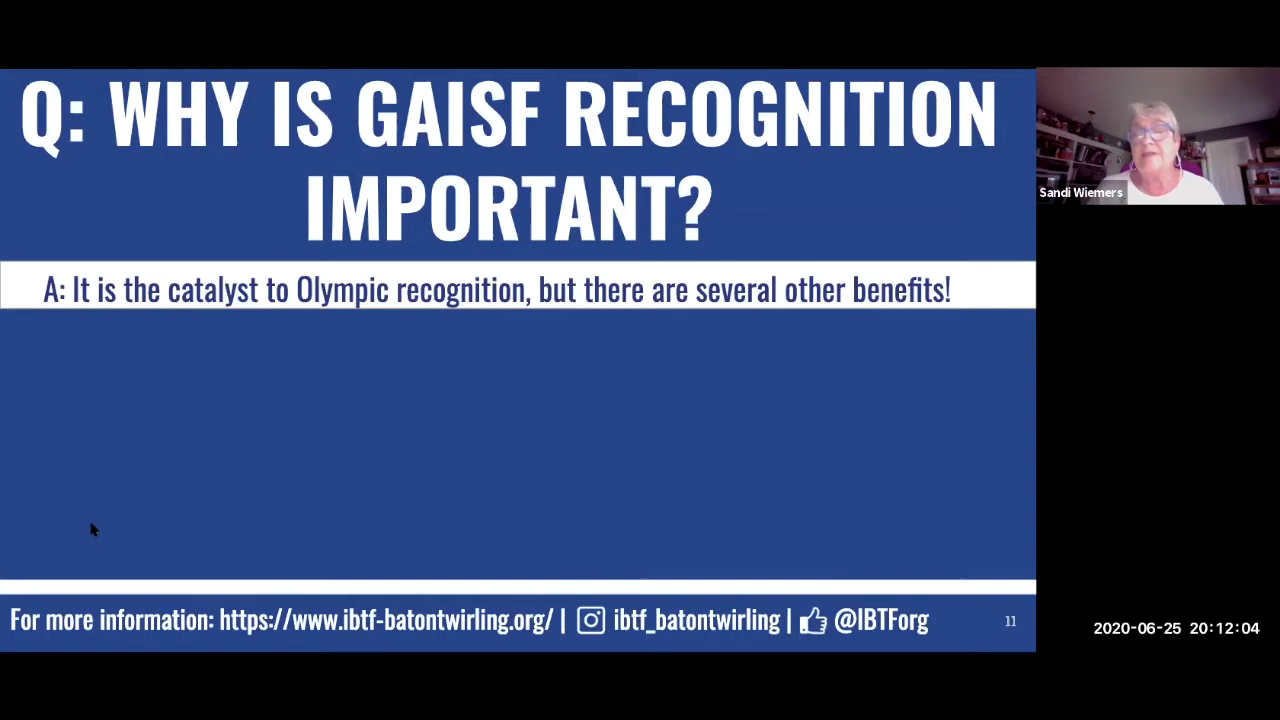 Q: WHY IS GAISF RECOGNITION
IMPORTANT?
A: It is the catalyst to Olympic recognition, but there are several other benefits!
For more information: https://www.ibtf-batontwirling.org/ | ibtf_batontwirling | @IBTForg
11
Sandi Wiemers
2020-06-25 20:12:04